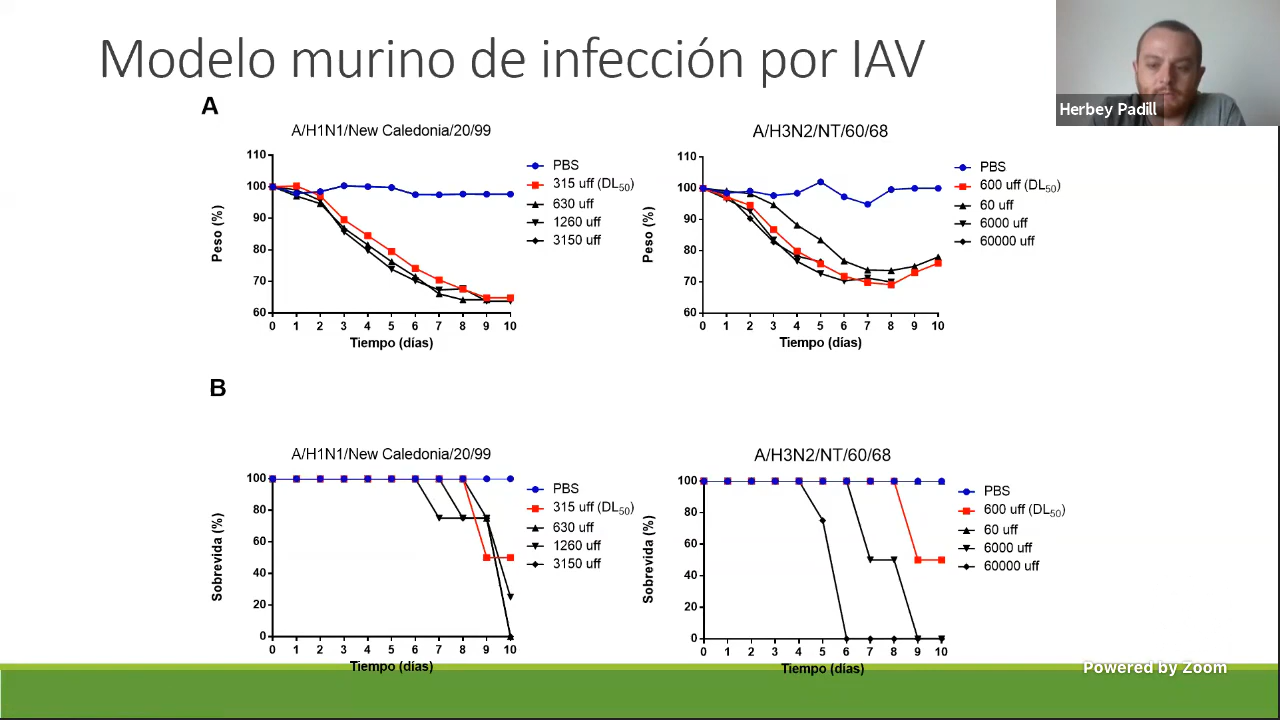 Modelo murino de infección por IAV
Herbey Padill
A
A/H1N1/New Caledonia/20/99
110
100
90
80
70
60
Peso (%)
0 1 2 3 4 5 6 7 8 9 10
Tiempo (días)
PBS
315 uff (DL50)
630 uff
1260 uff
3150 uff
A/H3N2/NT/60/68
110
100
90
80
70
60
Peso (%)
0 1 2 3 4 5 6 7 8 9 10
Tiempo (días)
PBS
600 uff (DL50)
60 uff
6000 uff
60000 uff
B
A/H1N1/New Caledonia/20/99
100
80
60
40
20
0
Sobrevida (%)
0 1 2 3 4 5 6 7 8 9 10
Tiempo (días)
PBS
315 uff (DL50)
630 uff
1260 uff
3150 uff
A/H3N2/NT/60/68
100
80
60
40
20
0
Sobrevida (%)
0 1 2 3 4 5 6 7 8 9 10
Tiempo (días)
PBS
600 uff (DL50)
60 uff
6000 uff
60000 uff
Powered by Zoom